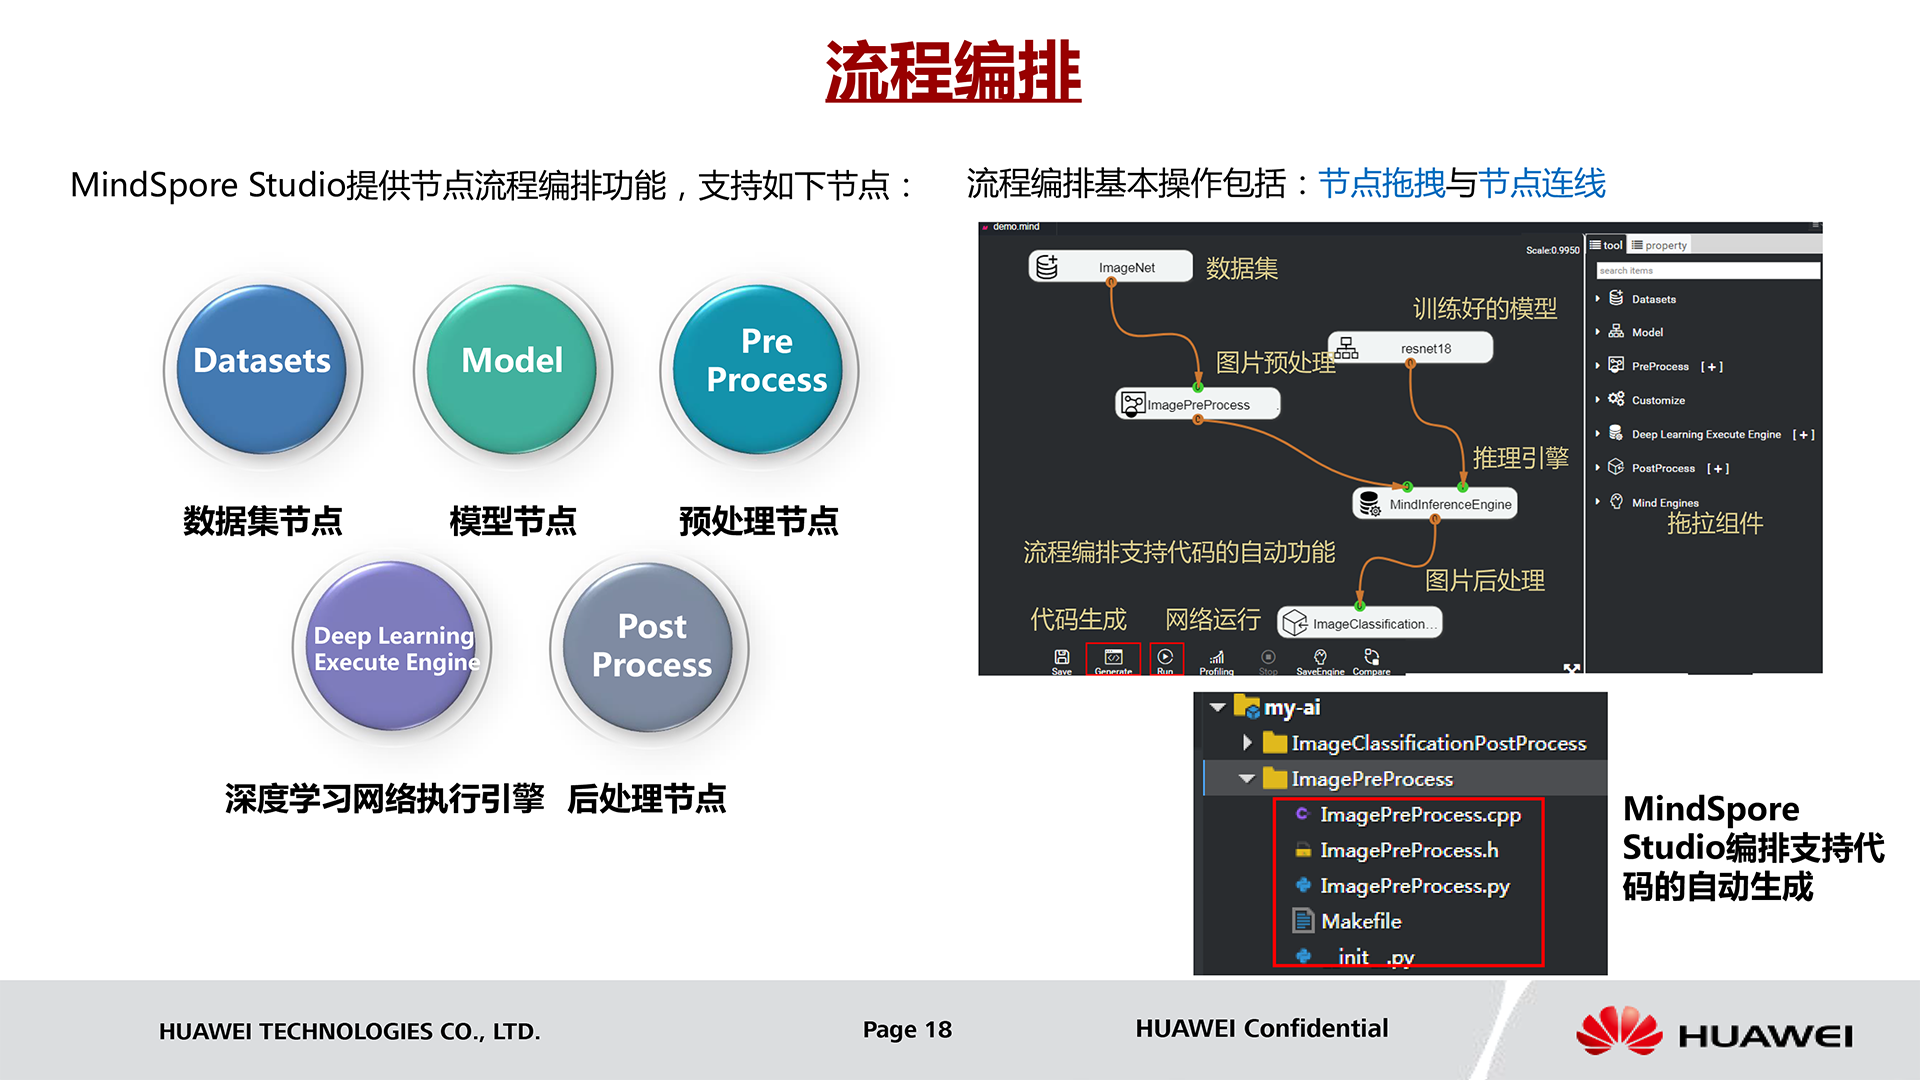 流程编排
MindSpore Studio提供节点流程编排功能，支持如下节点：
Datasets
Model
Pre
Process
数据集节点
模型节点
预处理节点
Deep Learning
Execute Engine
Post
Process
深度学习网络执行引擎
后处理节点
流程编排基本操作包括：节点拖拽与节点连线
demo.mind
Scale:0.9950
ImageNet
数据集
训练好的模型
resnet18
图片预处理
ImagePreProcess
推理引擎
MindInferenceEngine
流程编排支持代码的自动功能
图片后处理
代码生成
网络运行
ImageClassification...
Save
Generate
Run
Profiling
Stop
SaveEngine
Compare
tool
property
search items
Datasets
Model
PreProcess [+]
Customize
Deep Learning Execute Engine [+]
PostProcess [+]
Mind Engines
拖拉组件
my-ai
ImageClassificationPostProcess
ImagePreProcess
ImagePreProcess.cpp
ImagePreProcess.h
ImagePreProcess.py
Makefile
__init__.py
MindSpore
Studio编排支持代
码的自动生成
HUAWEI TECHNOLOGIES CO., LTD.
Page 18
HUAWEI Confidential
HUAWEI